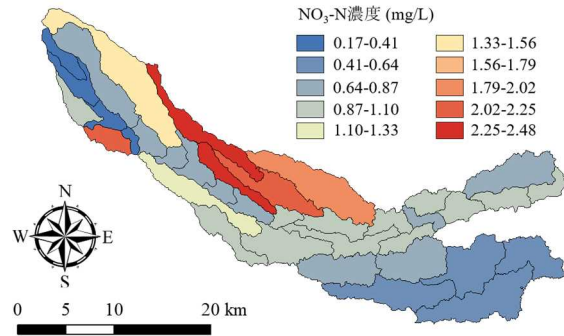 NO₃-N濃度 (mg/L)
0.17-0.41
0.41-0.64
0.64-0.87
0.87-1.10
1.10-1.33
1.33-1.56
1.56-1.79
1.79-2.02
2.02-2.25
2.25-2.48
N
W E
S
0 5 10 20 km